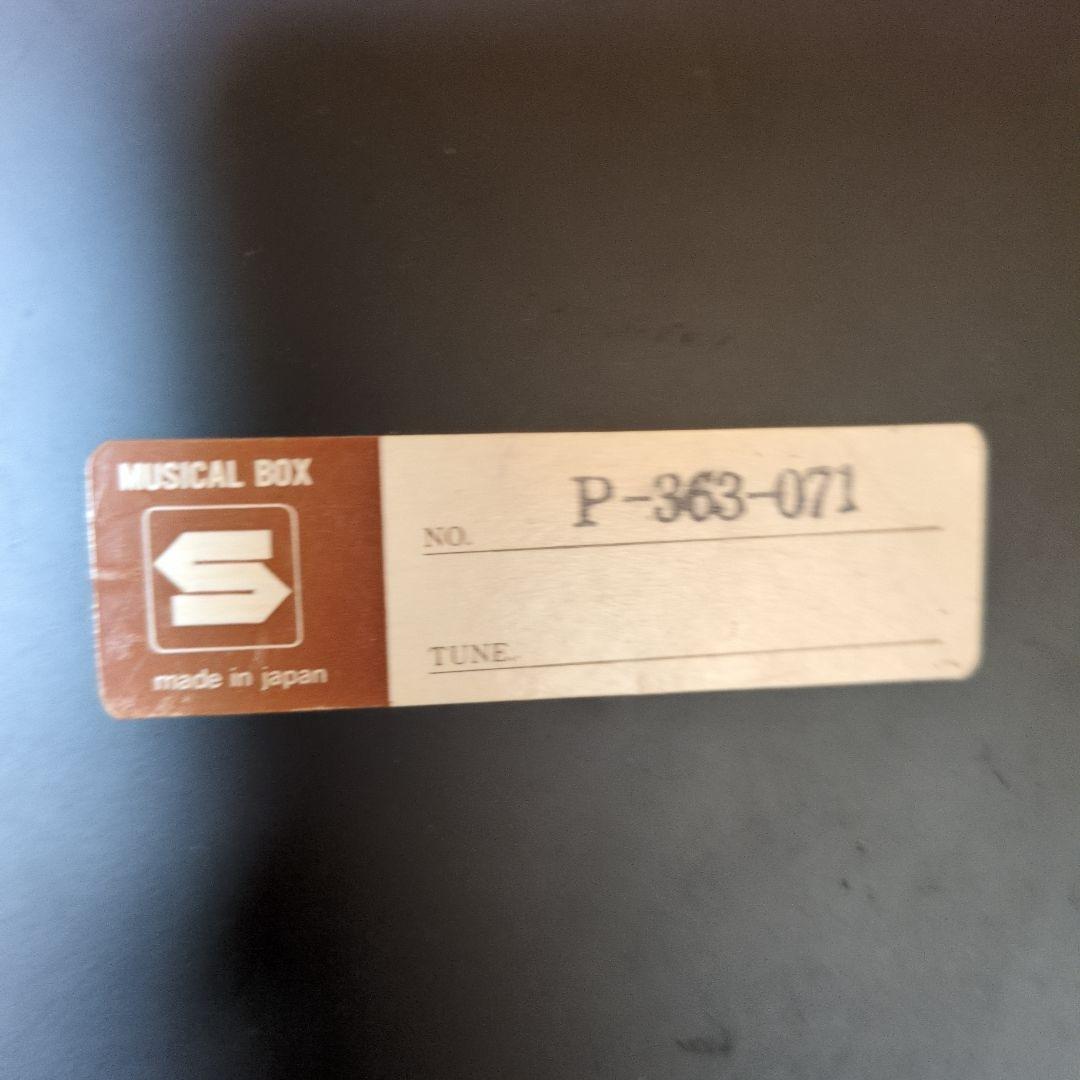 MUSICAL BOX
S
made in japan
NO. P-363-071
TUNE.